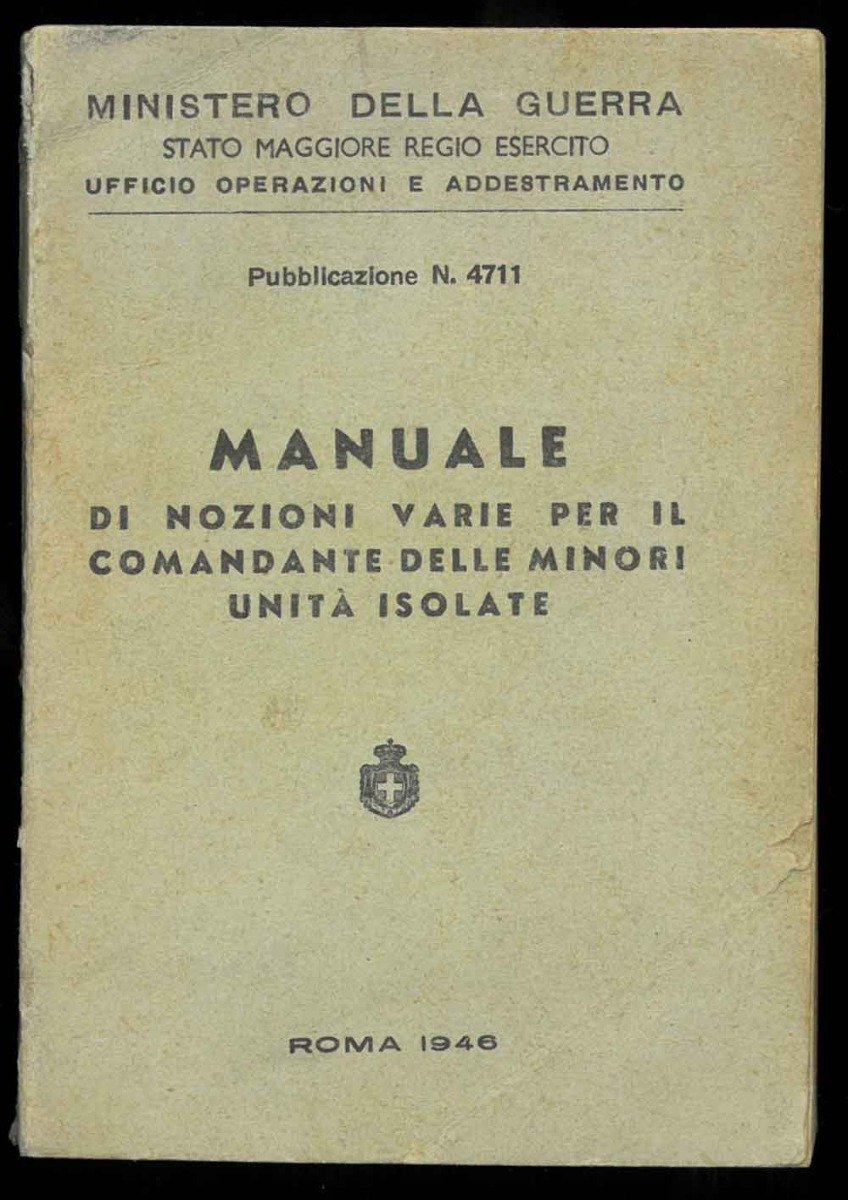 MINISTERO DELLA GUERRA
STATO MAGGIORE REGIO ESERCITO
UFFICIO OPERAZIONI E ADDESTRAMENTO
Pubblicazione N. 4711
MANUALE
DI NOZIONI VARIE PER IL
COMANDANTE DELLE MINORI
UNITÀ ISOLATE
ROMA 1946